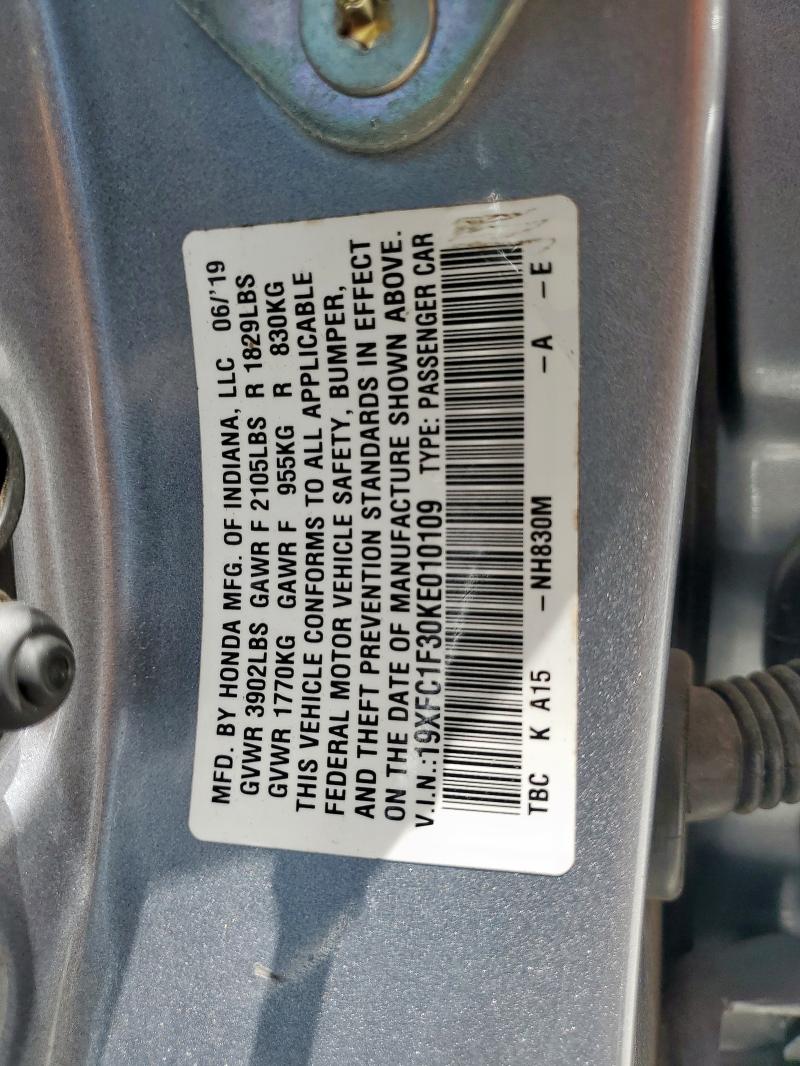 MFD. BY HONDA MFG. OF INDIANA, LLC 06/'19
GVWR 3902LBS GAWR F 2105LBS R 1829LBS
GVWR 1770KG GAWR F 955KG R 830KG
THIS VEHICLE CONFORMS TO ALL APPLICABLE
FEDERAL MOTOR VEHICLE SAFETY, BUMPER,
AND THEFT PREVENTION STANDARDS IN EFFECT
ON THE DATE OF MANUFACTURE SHOWN ABOVE.
V.I.N.:19XFC1F30KE010109 TYPE: PASSENGER CAR
TBC K A15 -NH830M -A -E